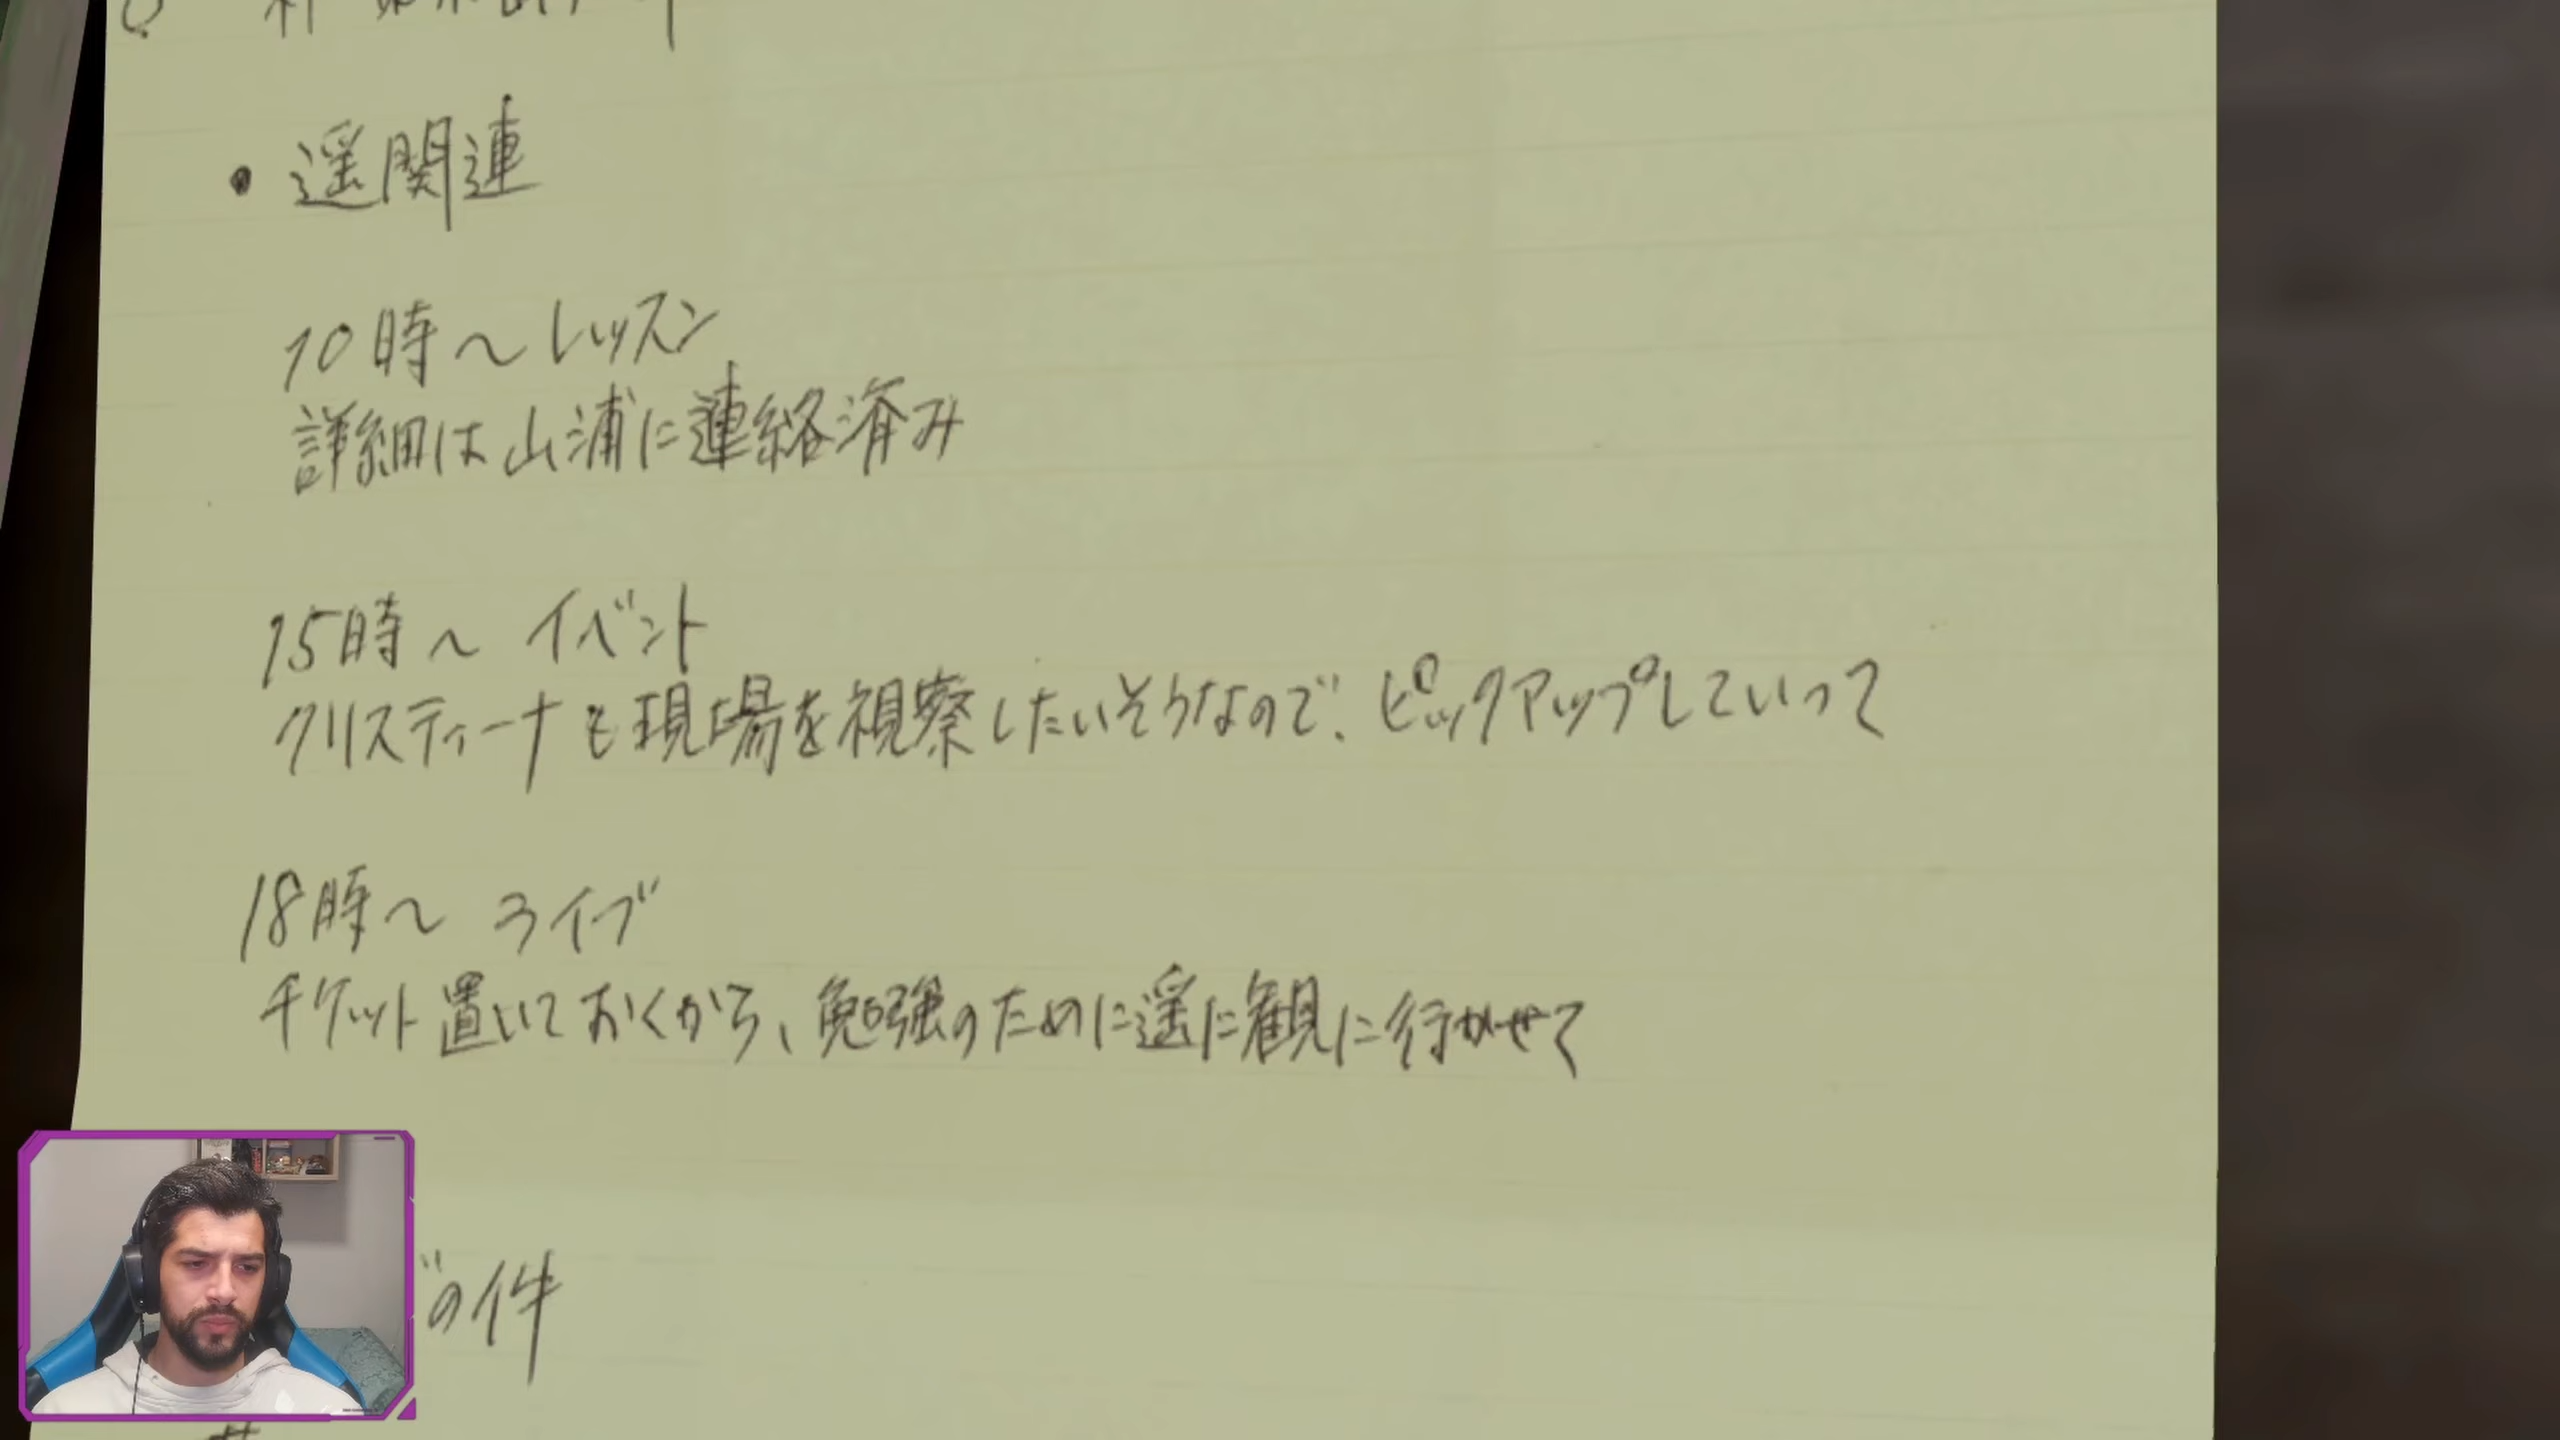 ・遥関連
10時～レッスン
詳細は山浦に連絡済み
15時～ イベント
クリスティーナも現場を視察したいそうなので、ピックアップしていって
18時～ ライブ
チケット置いておくから、勉強のために遥に観に行かせて
の件